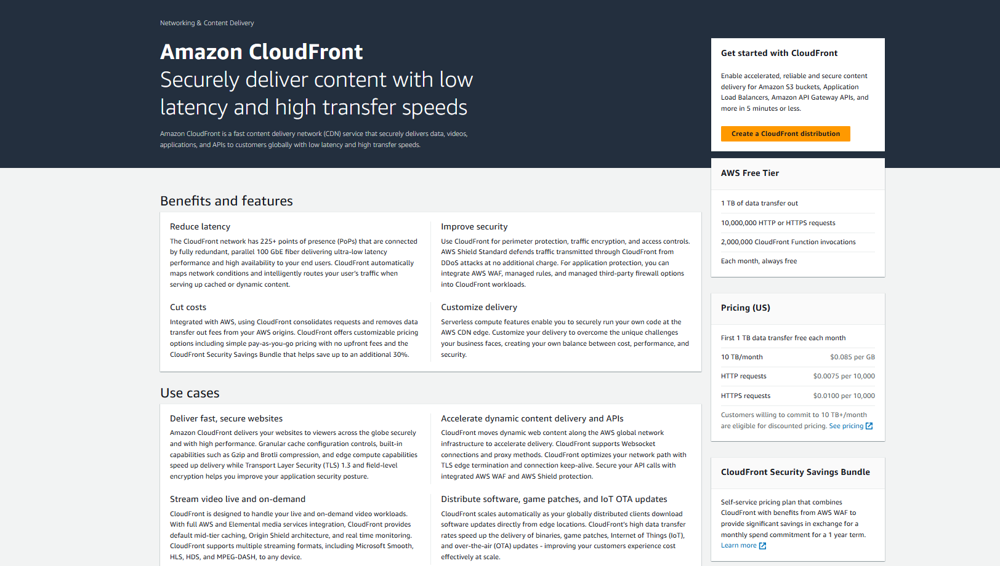 Networking & Content Delivery
Amazon CloudFront
Securely deliver content with low
latency and high transfer speeds
Amazon CloudFront is a fast content delivery network (CDN) service that securely delivers data, videos,
applications, and APIs to customers globally with low latency and high transfer speeds.
Get started with CloudFront
Enable accelerated, reliable and secure content
delivery for Amazon S3 buckets, Application
Load Balancers, Amazon API Gateway APIs, and
more in 5 minutes or less.
Create a CloudFront distribution
AWS Free Tier
1 TB of data transfer out
10,000,000 HTTP or HTTPS requests
2,000,000 CloudFront Function invocations
Each month, always free
Benefits and features
Reduce latency
The CloudFront network has 225+ points of presence (PoPs) that are connected
by fully redundant, parallel 100 GbE fiber delivering ultra-low latency
performance and high availability to your end users. CloudFront automatically
maps network conditions and intelligently routes your user's traffic when
serving up cached or dynamic content.
Improve security
Use CloudFront for perimeter protection, traffic encryption, and access controls.
AWS Shield Standard defends traffic transmitted through CloudFront from
DDoS attacks at no additional charge. For application protection, you can
integrate AWS WAF, managed rules, and managed third-party firewall options
into CloudFront workloads.
Cut costs
Integrated with AWS, using CloudFront consolidates requests and removes data
transfer out fees from your AWS origins. CloudFront offers customizable pricing
options including simple pay-as-you-go pricing with no upfront fees and the
CloudFront Security Savings Bundle that helps save up to an additional 30%.
Customize delivery
Serverless compute features enable you to securely run your own code at the
AWS CDN edge. Customize your delivery to overcome the unique challenges
your business faces, creating your own balance between cost, performance, and
security.
Pricing (US)
First 1 TB data transfer free each month
10 TB/month $0.085 per GB
HTTP requests $0.0075 per 10,000
HTTPS requests $0.0100 per 10,000
Customers willing to commit to 10 TB+/month
are eligible for discounted pricing. See pricing
Use cases
Deliver fast, secure websites
Amazon CloudFront delivers your websites to viewers across the globe securely
and with high performance. Granular cache configuration controls, built-in
capabilities such as Gzip and Brotli compression, and edge compute capabilities
speed up delivery while Transport Layer Security (TLS) 1.3 and field-level
encryption helps you improve your application security posture.
Accelerate dynamic content delivery and APIs
CloudFront moves dynamic web content along the AWS global network
infrastructure to accelerate delivery. CloudFront supports Websocket
connections and proxy methods. CloudFront optimizes your network path with
TLS edge termination and connection keep-alive. Secure your API calls with
integrated AWS WAF and AWS Shield protection.
Stream video live and on-demand
CloudFront is designed to handle your live and on-demand video workloads.
With full AWS and Elemental media services integration, CloudFront provides
default mid-tier caching, Origin Shield architecture, and real time monitoring.
CloudFront supports multiple streaming formats, including Microsoft Smooth,
HLS, HDS, and MPEG-DASH, to any device.
Distribute software, game patches, and IoT OTA updates
CloudFront scales automatically as your globally distributed clients download
software updates directly from edge locations. CloudFront's high data transfer
rates speed up the delivery of binaries, game patches, Internet of Things (IoT),
and over-the-air (OTA) updates - improving your customers experience cost
effectively at scale.
CloudFront Security Savings Bundle
Self-service pricing plan that combines
CloudFront with benefits from AWS WAF to
provide significant savings in exchange for a
monthly spend commitment for a 1 year term.
Learn more